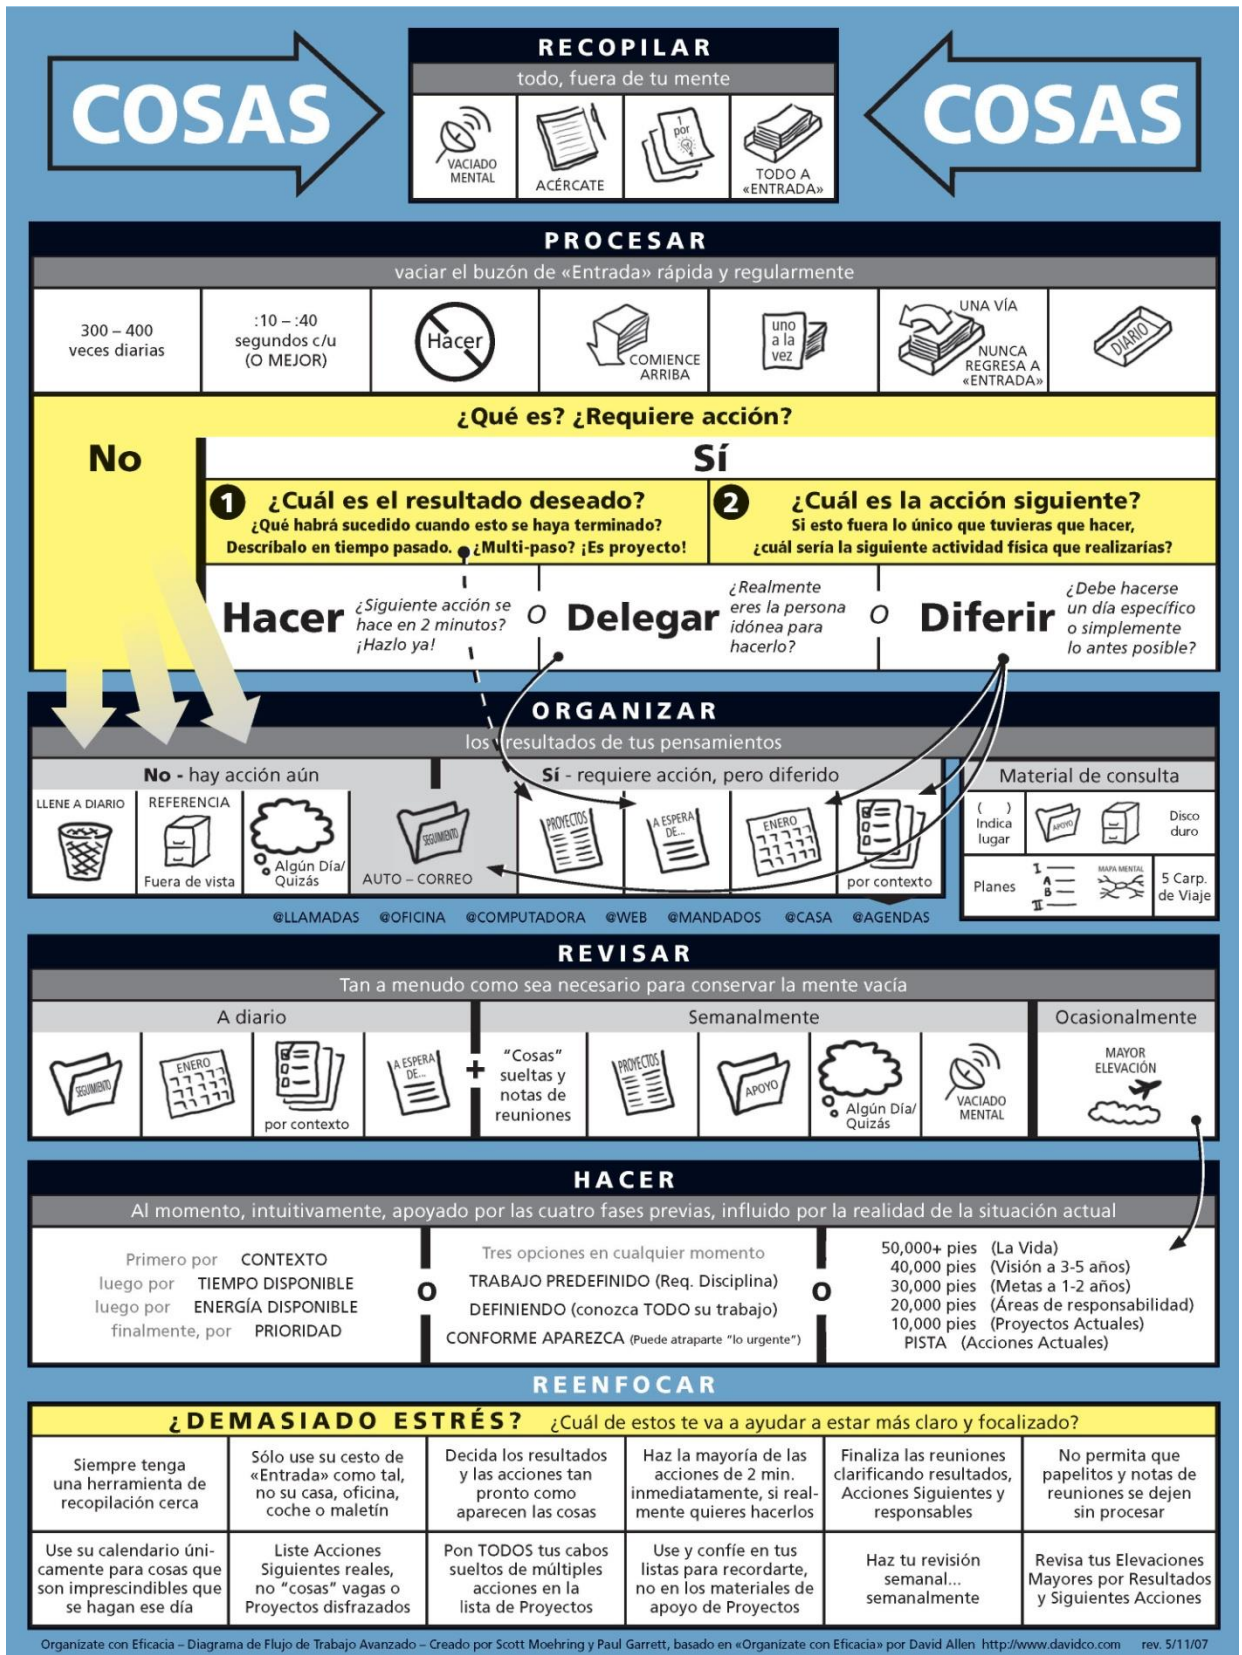 COSAS
RECOPILAR
todo, fuera de tu mente
VACIADO
MENTAL
ACÉRCATE
1
por
TODO A
«ENTRADA»
COSAS
PROCESAR
vaciar el buzón de «Entrada» rápida y regularmente
300 – 400
veces diarias
:10 – :40
segundos c/u
(O MEJOR)
Hacer
COMIENCE
ARRIBA
uno
a la
vez
UNA VÍA
NUNCA
REGRESA A
«ENTRADA»
DIARIO
¿Qué es? ¿Requiere acción?
No
Sí
1 ¿Cuál es el resultado deseado?
¿Qué habrá sucedido cuando esto se haya terminado?
Descríbalo en tiempo pasado. ¿Multi-paso? ¡Es proyecto!
2 ¿Cuál es la acción siguiente?
Si esto fuera lo único que tuvieras que hacer,
¿cuál sería la siguiente actividad física que realizarías?
Hacer
¿Siguiente acción se
hace en 2 minutos?
¡Hazlo ya!
O
Delegar
¿Realmente
eres la persona
idónea para
hacerlo?
O
Diferir
¿Debe hacerse
un día específico
o simplemente
lo antes posible?
ORGANIZAR
los resultados de tus pensamientos
No - hay acción aún
LLENE A DIARIO
REFERENCIA
Fuera de vista
Algún Día/
Quizás
SEGUIMIENTO
AUTO – CORREO
Sí - requiere acción, pero diferido
PROYECTOS
A ESPERA
DE...
ENERO
por contexto
Material de consulta
( )
Indica
lugar
APOYO
Disco
duro
Planes
I
A
B
II
MAPA MENTAL
5 Carp.
de Viaje
@LLAMADAS @OFICINA @COMPUTADORA @WEB @MANDADOS @CASA @AGENDAS
REVISAR
Tan a menudo como sea necesario para conservar la mente vacía
A diario
SEGUIMIENTO
ENERO
por contexto
A ESPERA
DE...
+
Semanalmente
"Cosas"
sueltas y
notas de
reuniones
PROYECTOS
APOYO
Algún Día/
Quizás
VACIADO
MENTAL
Ocasionalmente
MAYOR
ELEVACIÓN
HACER
Al momento, intuitivamente, apoyado por las cuatro fases previas, influido por la realidad de la situación actual
Primero por CONTEXTO
luego por TIEMPO DISPONIBLE
luego por ENERGÍA DISPONIBLE
finalmente, por PRIORIDAD
O
Tres opciones en cualquier momento
TRABAJO PREDEFINIDO (Req. Disciplina)
DEFINIENDO (conozca TODO su trabajo)
CONFORME APAREZCA (Puede atraparte "lo urgente")
O
50,000+ pies (La Vida)
40,000 pies (Visión a 3-5 años)
30,000 pies (Metas a 1-2 años)
20,000 pies (Áreas de responsabilidad)
10,000 pies (Proyectos Actuales)
PISTA (Acciones Actuales)
REENFOCAR
¿DEMASIADO ESTRÉS? ¿Cuál de estos te va a ayudar a estar más claro y focalizado?
Siempre tenga
una herramienta de
recopilación cerca
Sólo use su cesto de
«Entrada» como tal,
no su casa, oficina,
coche o maletín
Decida los resultados
y las acciones tan
pronto como
aparecen las cosas
Haz la mayoría de las
acciones de 2 min.
inmediatamente, si real-
mente quieres hacerlos
Finaliza las reuniones
clarificando resultados,
Acciones Siguientes y
responsables
No permita que
papelitos y notas de
reuniones se dejen
sin procesar
Use su calendario úni-
camente para cosas que
son imprescindibles que
se hagan ese día
Liste Acciones
Siguientes reales,
no "cosas" vagas o
Proyectos disfrazados
Pon TODOS tus cabos
sueltos de múltiples
acciones en la
lista de Proyectos
Use y confíe en tus
listas para recordarte,
no en los materiales de
apoyo de Proyectos
Haz tu revisión
semanal...
semanalmente
Revisa tus Elevaciones
Mayores por Resultados
y Siguientes Acciones
Organízate con Eficacia – Diagrama de Flujo de Trabajo Avanzado – Creado por Scott Moehring y Paul Garrett, basado en «Organízate con Eficacia» por David Allen http://www.davidco.com rev. 5/11/07